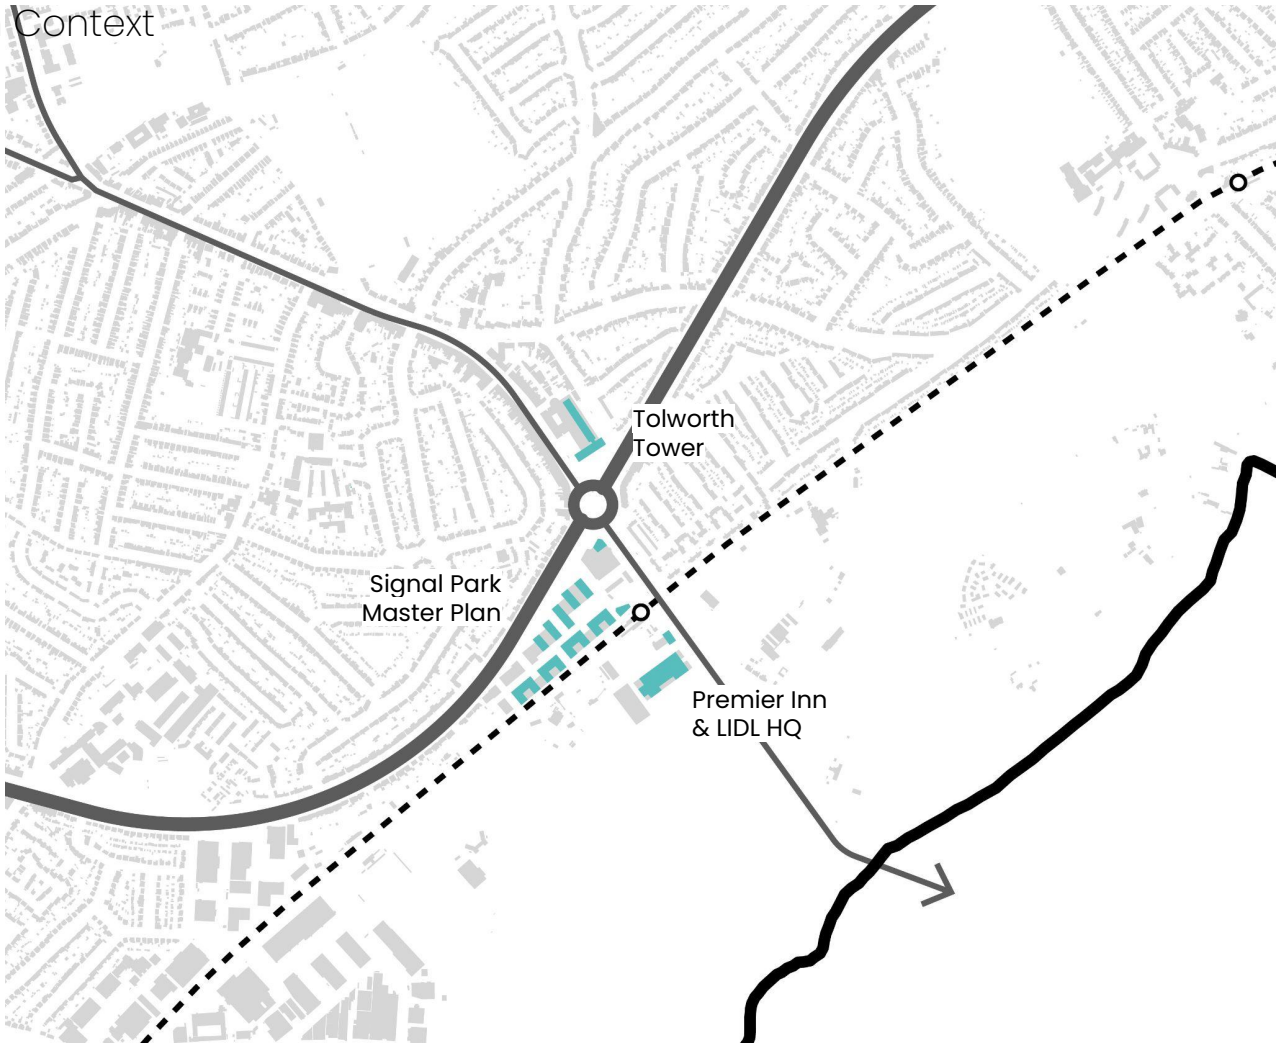 Context
Tolworth
Tower
Signal Park
Master Plan
Premier Inn
& LIDL HQ